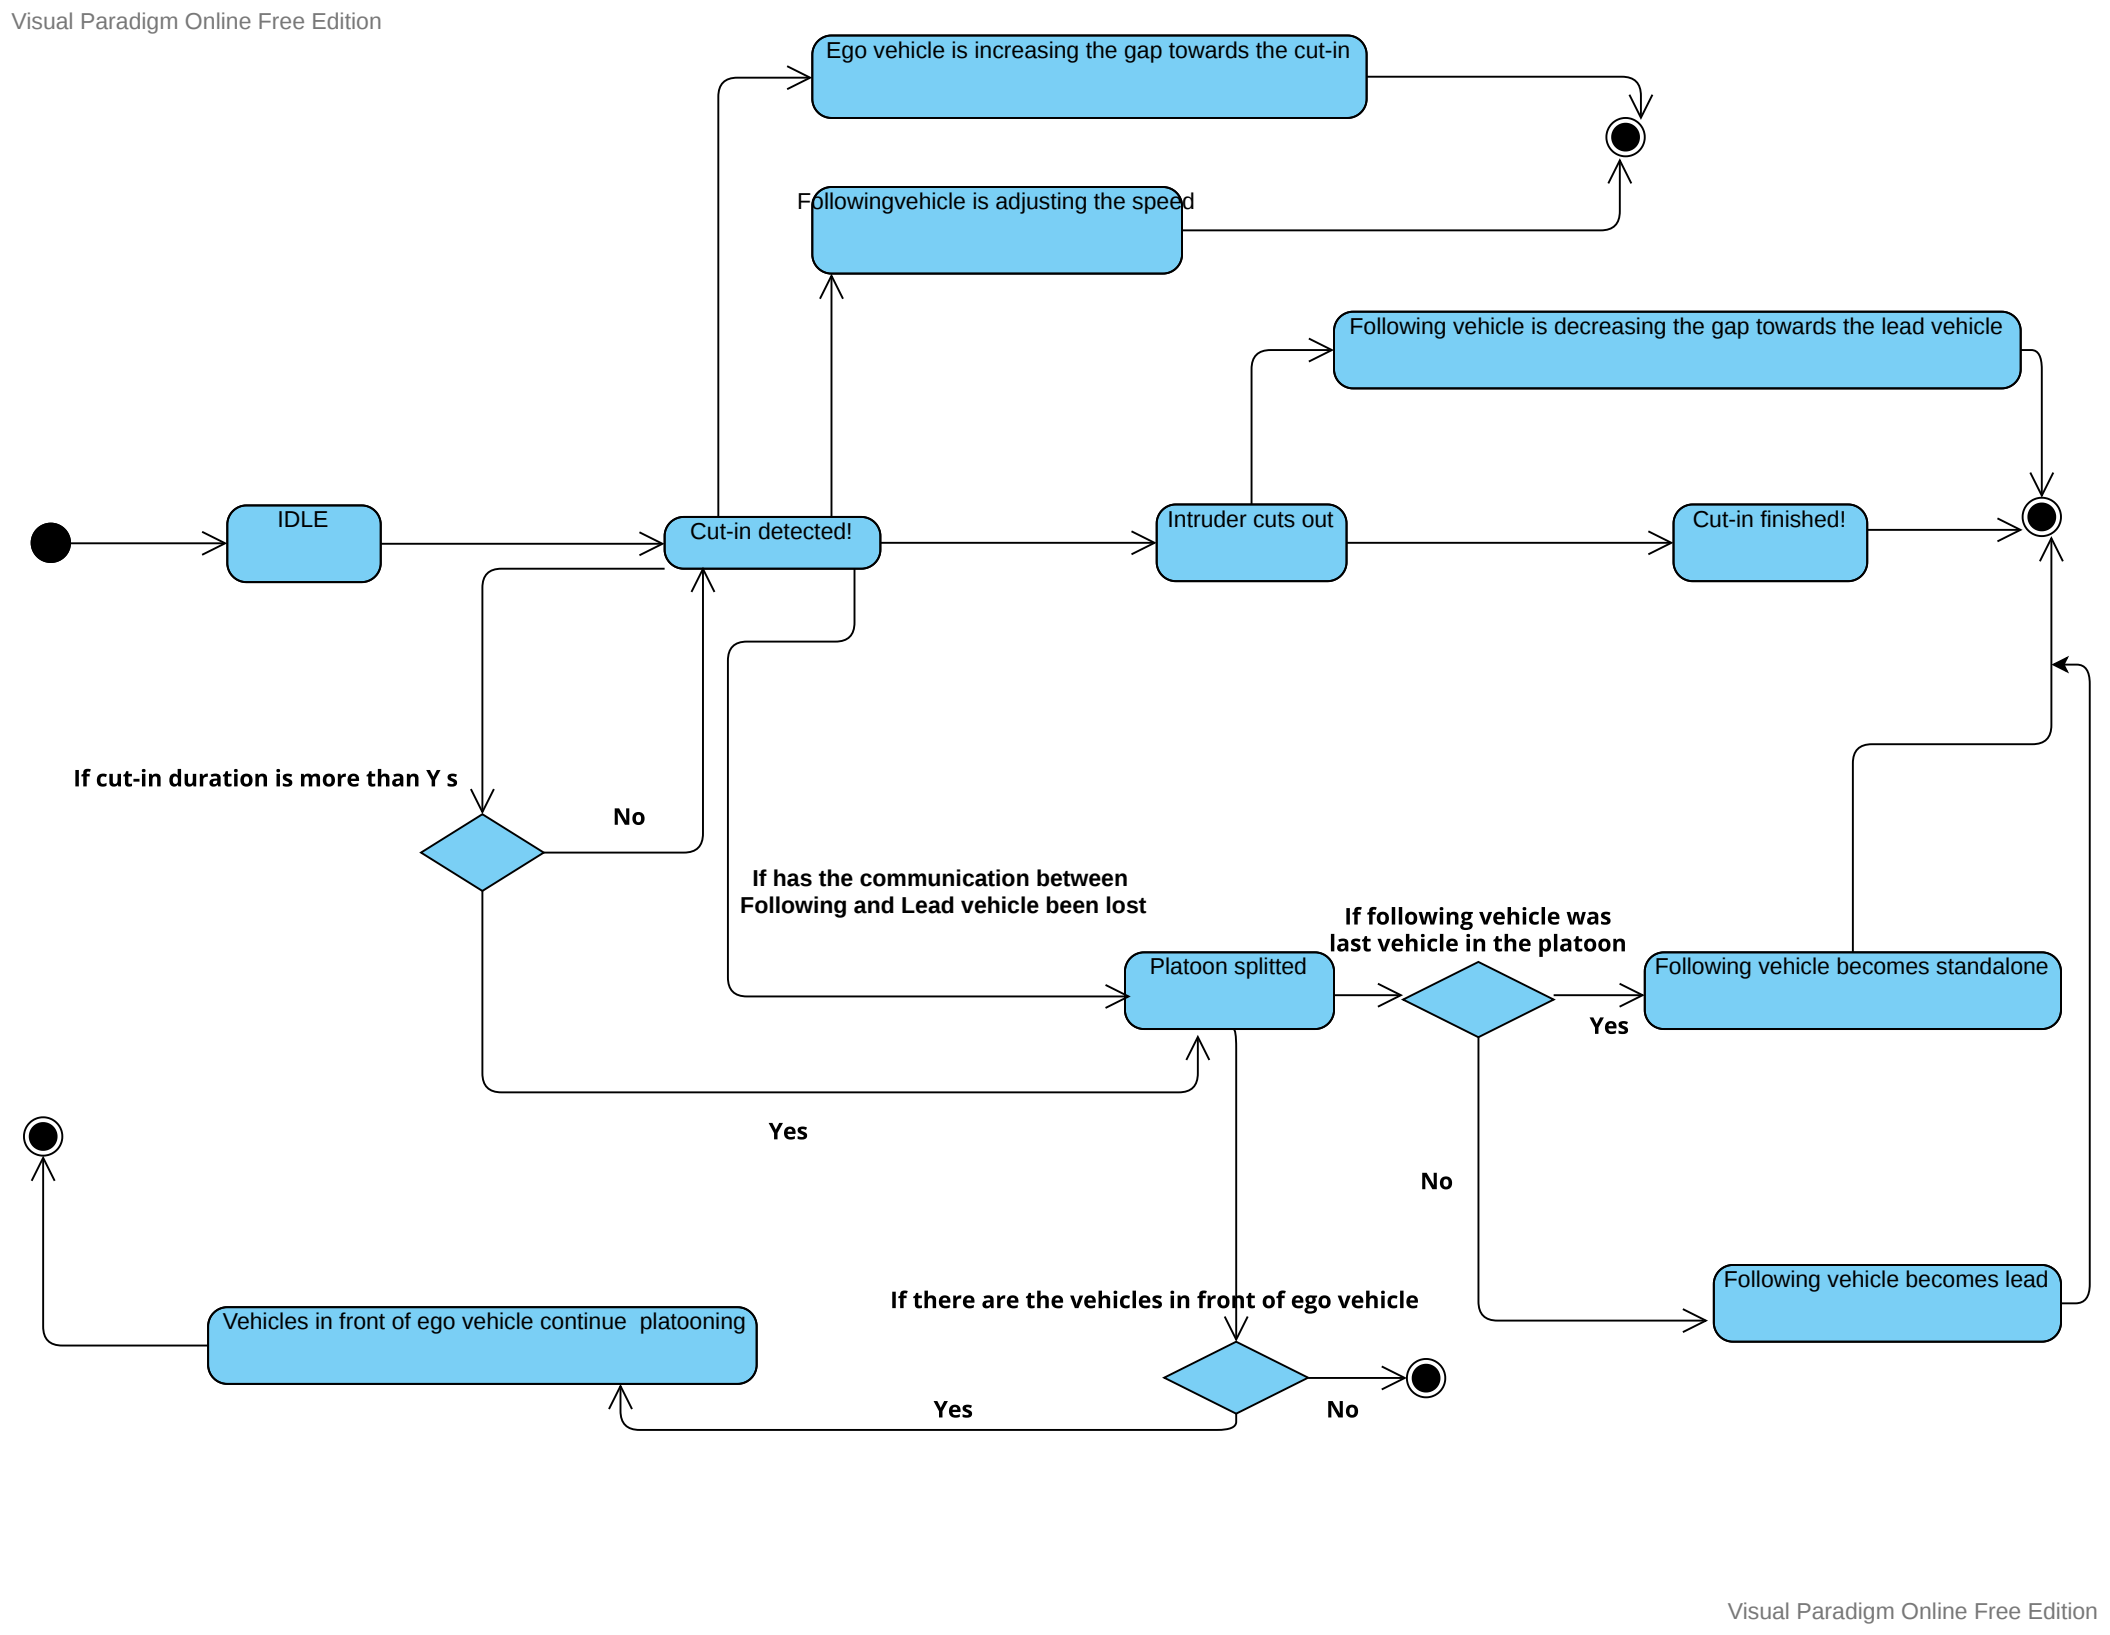 Visual Paradigm Online Free Edition
Ego vehicle is increasing the gap towards the cut-in
Followingvehicle is adjusting the speed
Following vehicle is decreasing the gap towards the lead vehicle
IDLE
Cut-in detected!
Intruder cuts out
Cut-in finished!
If cut-in duration is more than Y s
No
If has the communication between
Following and Lead vehicle been lost
If following vehicle was
last vehicle in the platoon
Platoon splitted
Following vehicle becomes standalone
Yes
Yes
No
Following vehicle becomes lead
If there are the vehicles in front of ego vehicle
Vehicles in front of ego vehicle continue  platooning
Yes
No
Visual Paradigm Online Free Edition